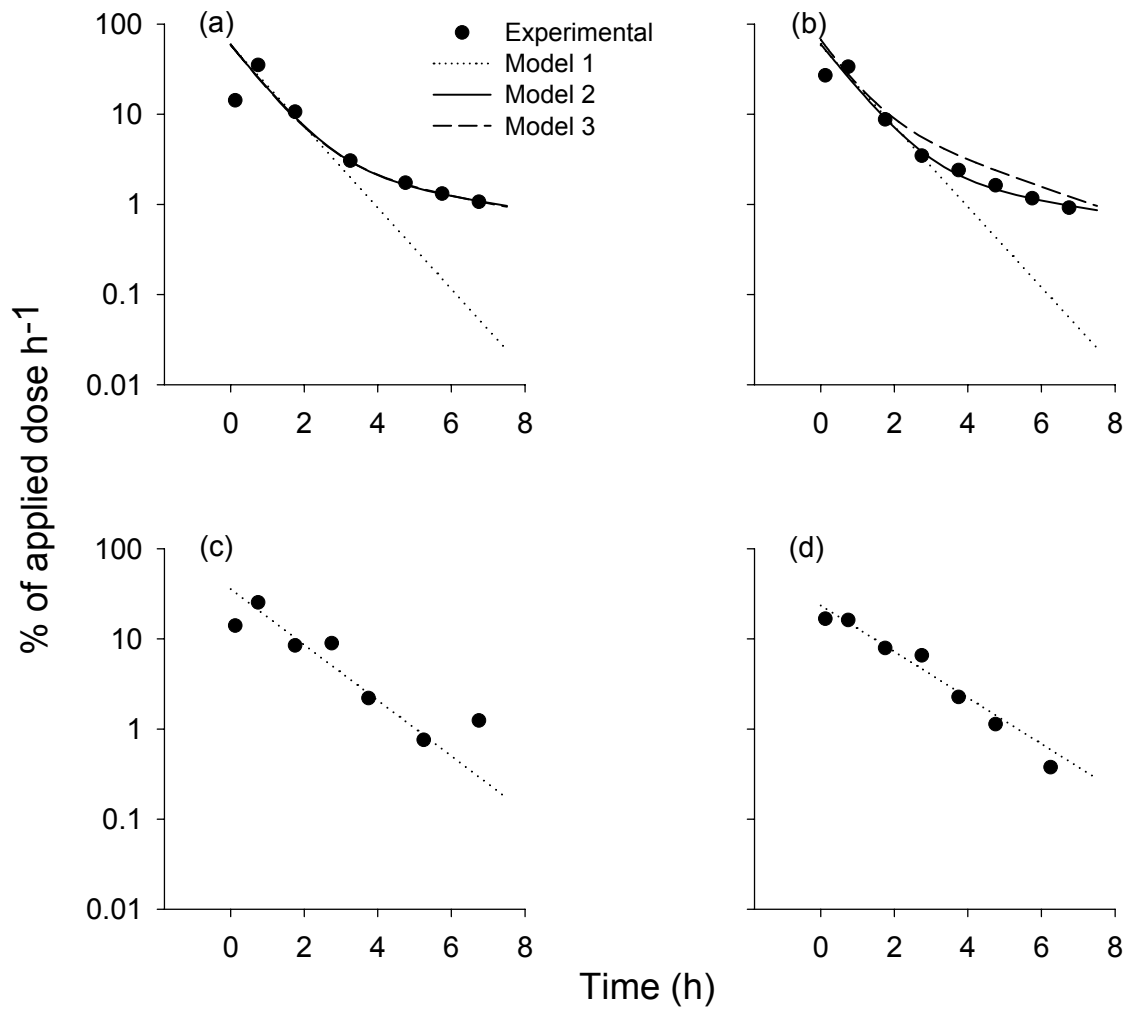 % of applied dose h-1
(a)
Experimental
Model 1
Model 2
Model 3
100
10
1
0.1
0.01
0 2 4 6 8
(b)
0 2 4 6 8
(c)
100
10
1
0.1
0.01
0 2 4 6 8
(d)
0 2 4 6 8
Time (h)